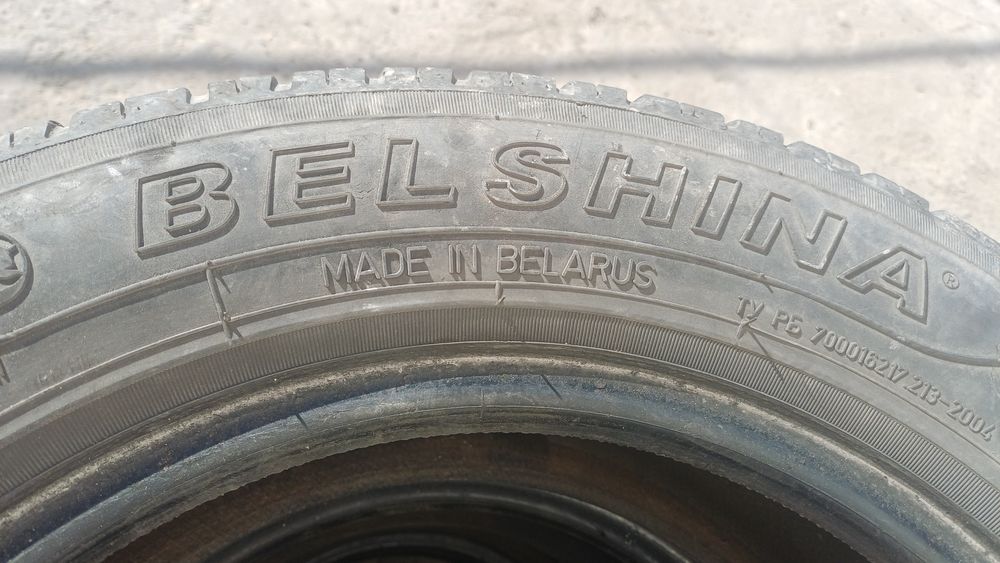 BELSHINA®
MADE IN BELARUS
ТУ РБ 700016217.213-2004